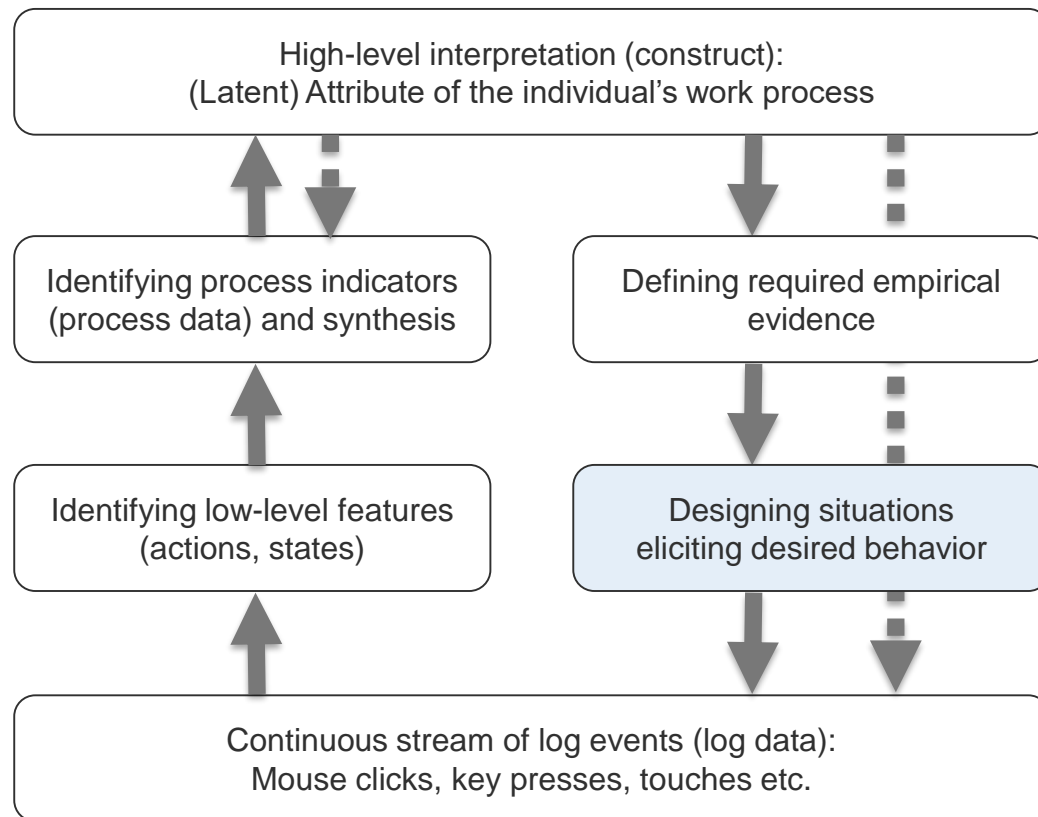 High-level interpretation (construct):
(Latent) Attribute of the individual’s work process
Identifying process indicators
(process data) and synthesis
Defining required empirical
evidence
Identifying low-level features
(actions, states)
Designing situations
eliciting desired behavior
Continuous stream of log events (log data):
Mouse clicks, key presses, touches etc.